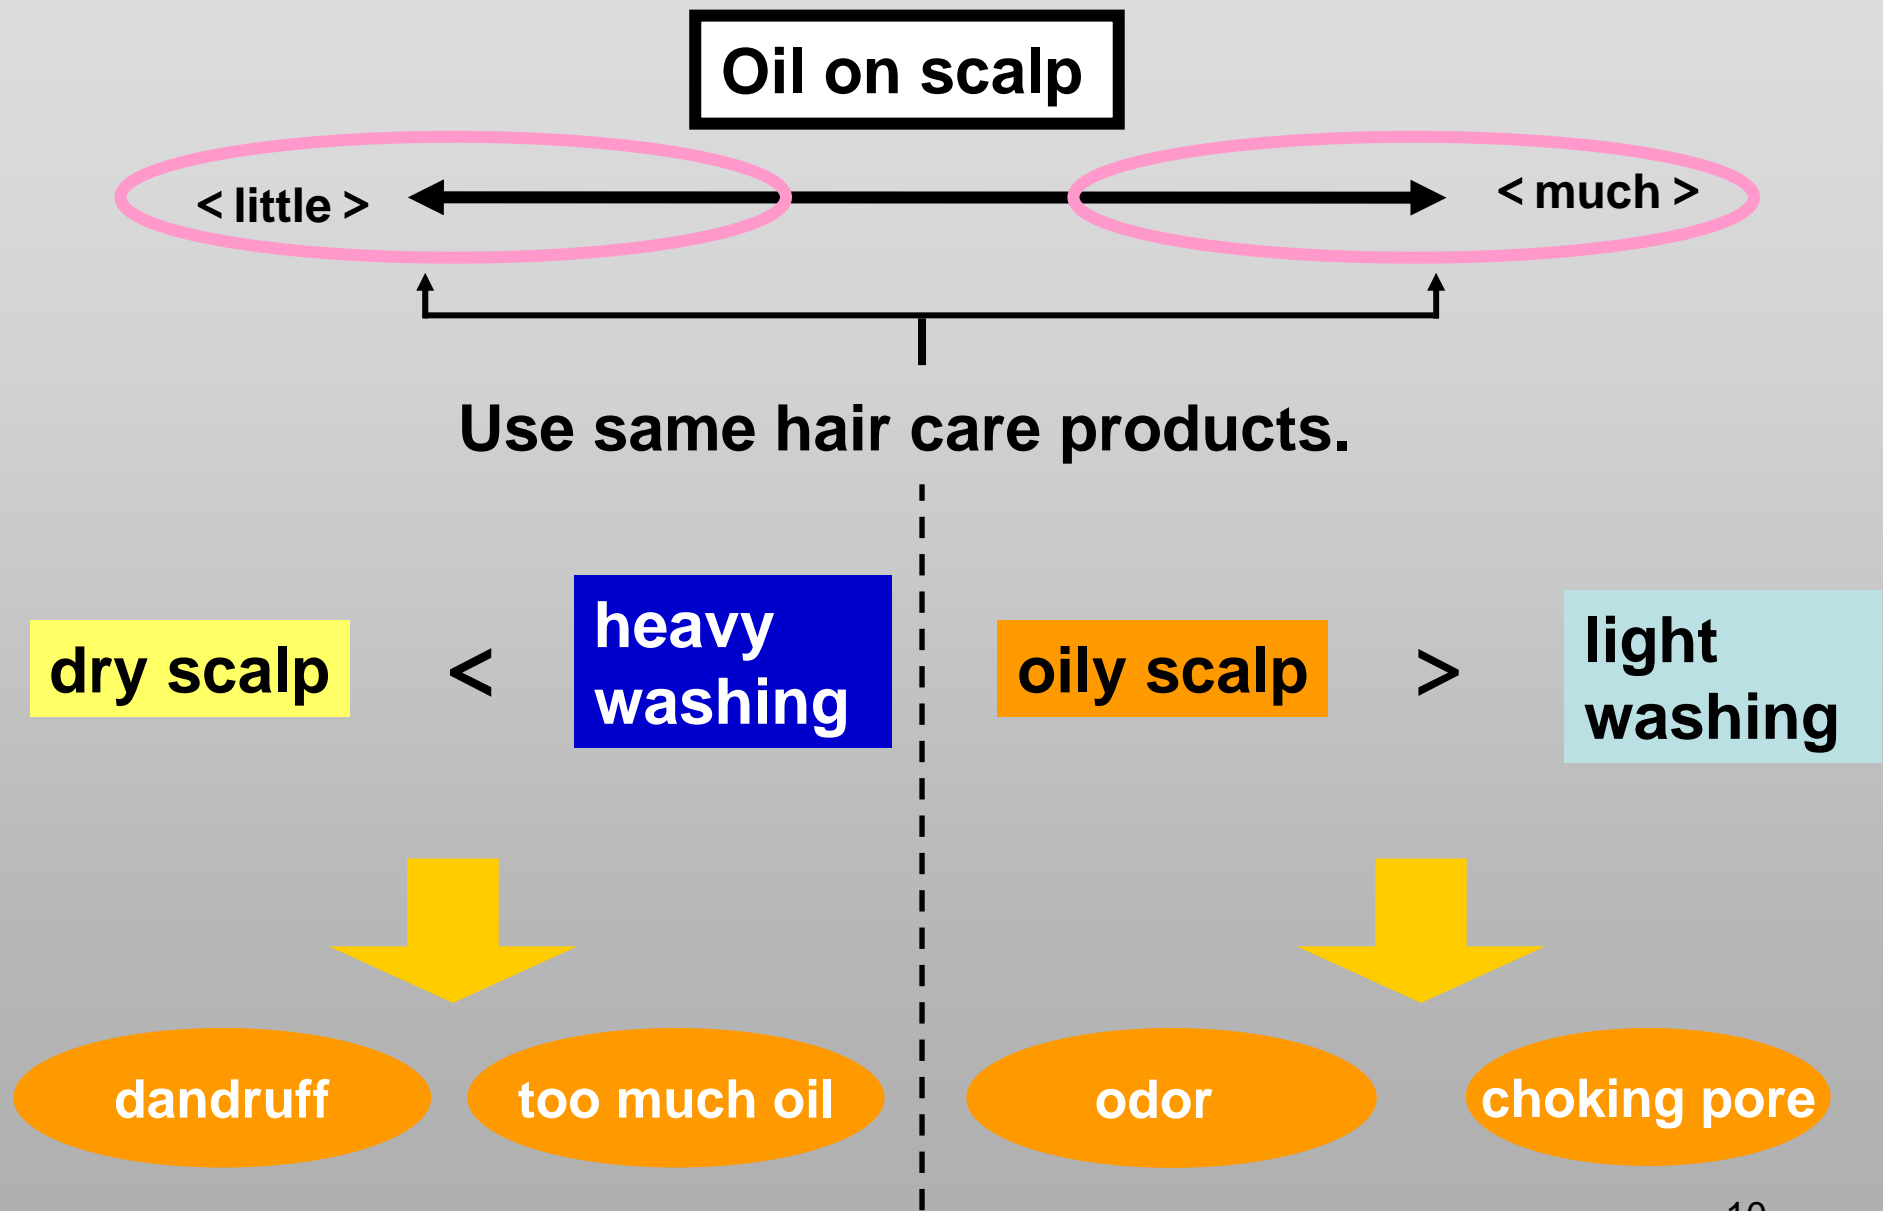 Oil on scalp
＜little＞
＜much＞
Use same hair care products.
dry scalp
＜
heavy
washing
oily scalp
＞
light
washing
dandruff
too much oil
odor
choking pore
10